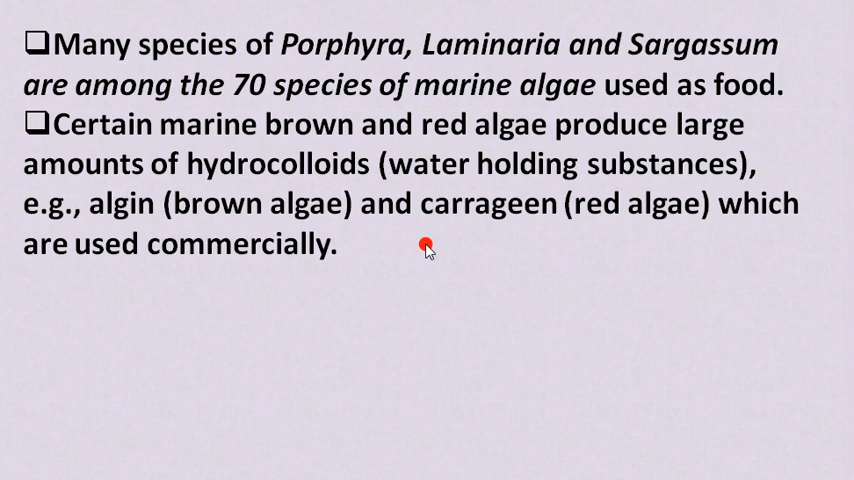 ❑Many species of Porphyra, Laminaria and Sargassum
are among the 70 species of marine algae used as food.
❑Certain marine brown and red algae produce large
amounts of hydrocolloids (water holding substances),
e.g., algin (brown algae) and carrageen (red algae) which
are used commercially.